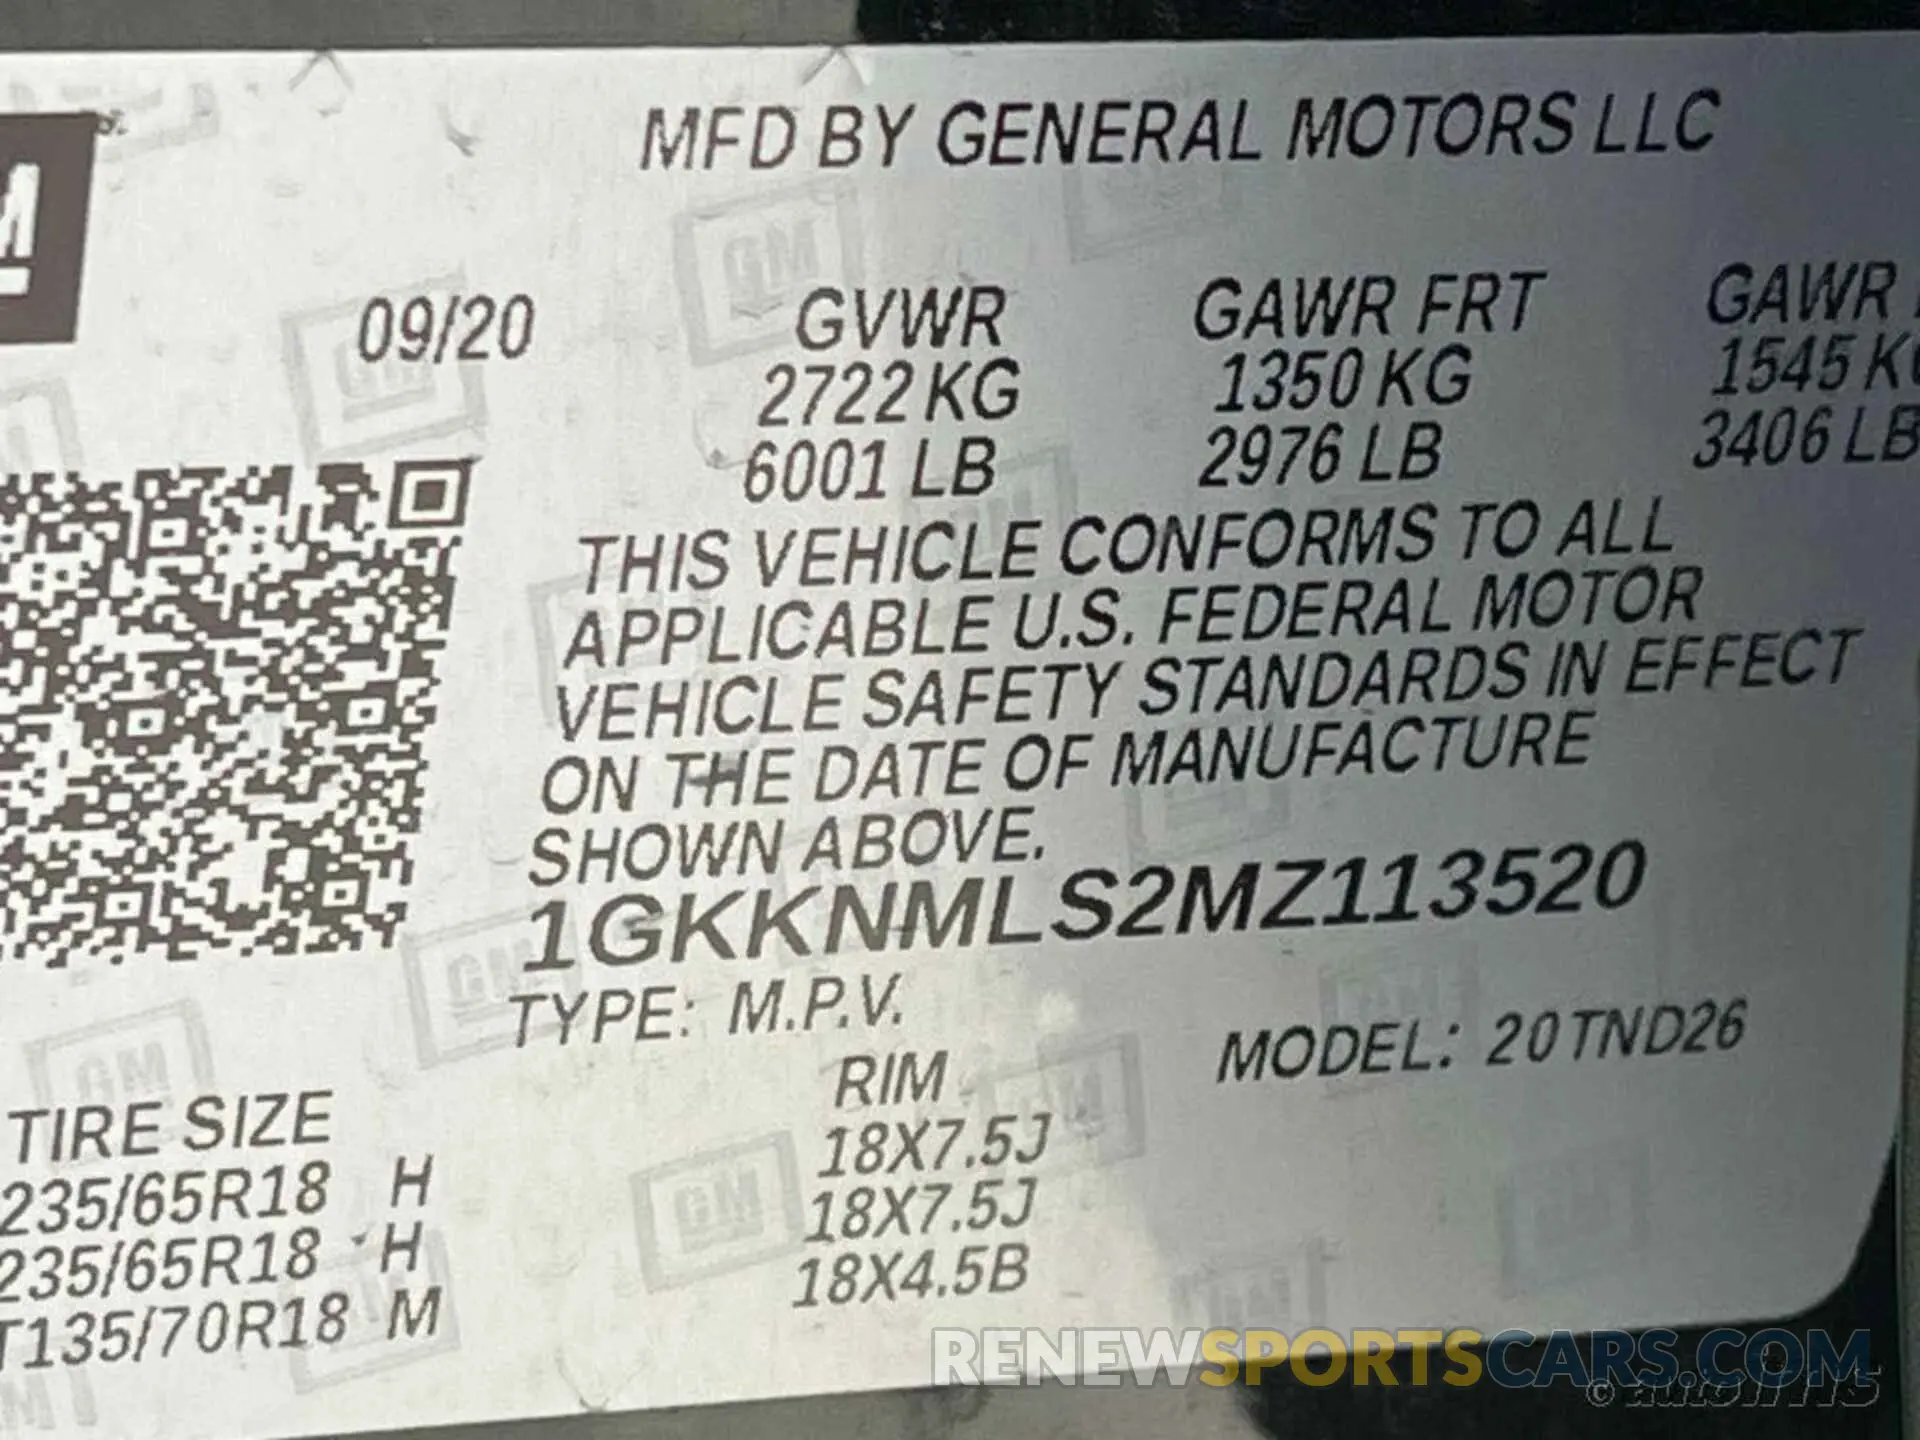 MFD BY GENERAL MOTORS LLC
09/20 GVWR GAWR FRT GAWR
2722 KG 1350 KG 1545 KG
6001 LB 2976 LB 3406 LB
THIS VEHICLE CONFORMS TO ALL
APPLICABLE U.S. FEDERAL MOTOR
VEHICLE SAFETY STANDARDS IN EFFECT
ON THE DATE OF MANUFACTURE
SHOWN ABOVE.
1GKKNMLS2MZ113520
TYPE: M.P.V. MODEL: 20TND26
TIRE SIZE RIM
235/65R18 H 18X7.5J
235/65R18 H 18X7.5J
T135/70R18 M 18X4.5B
RENEWSPORTSCARS.COM